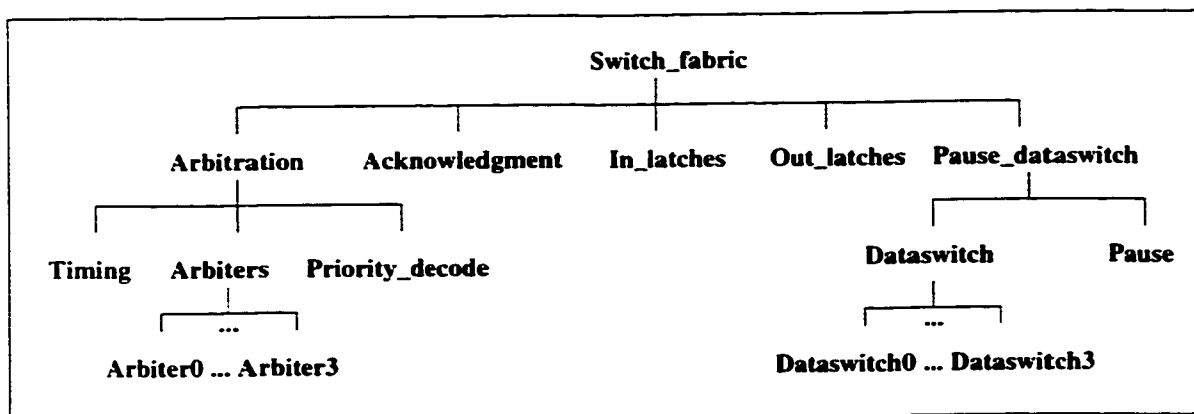 Switch_fabric
Arbitration Acknowledgment In_latches Out_latches Pause_dataswitch
Timing Arbiters Priority_decode Dataswitch Pause
... ...
Arbiter0 ... Arbiter3 Dataswitch0 ... Dataswitch3